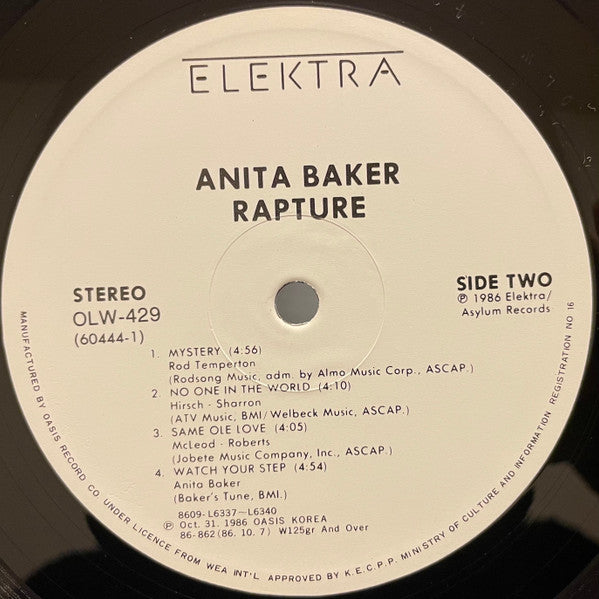 ELEKTRA
ANITA BAKER
RAPTURE
STEREO
OLW-429
(60444-1)
SIDE TWO
℗ 1986 Elektra/
Asylum Records
1. MYSTERY (4:56)
Rod Temperton
(Rodsong Music, adm. by Almo Music Corp., ASCAP.)
2. NO ONE IN THE WORLD (4:10)
Hirsch - Sharron
(ATV Music, BMI/Welbeck Music, ASCAP.)
3. SAME OLE LOVE (4:05)
McLeod - Roberts
(Jobete Music Company, Inc., ASCAP.)
4. WATCH YOUR STEP (4:54)
Anita Baker
(Baker's Tune, BMI.)
8609-L6337~L6340
℗ Oct. 31. 1986 OASIS KOREA
86-862(86. 10. 7) W125gr And Over
MANUFACTURED BY OASIS RECORD CO. UNDER LICENCE FROM WEA INT'L APPROVED BY K.E.C.P.P. MINISTRY OF CULTURE AND INFORMATION REGISTRATION NO 16